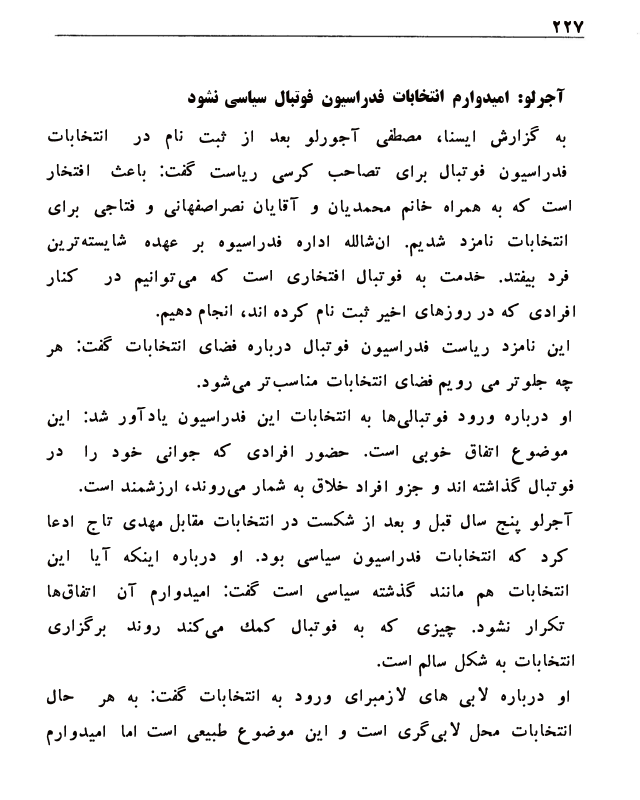 ۲۲۷
آجرلو: امیدوارم انتخابات فدراسیون فوتبال سیاسی نشود
به گزارش ایسنا، مصطفی آجورلو بعد از ثبت نام در انتخابات
فدراسیون فوتبال برای تصاحب کرسی ریاست گفت: باعث افتخار
است که به همراه خانم محمدیان و آقایان نصراصفهانی و فتاجی برای
انتخابات نامزد شدیم. ان‌شالله اداره فدراسیوه بر عهده شایسته‌ترین
فرد بیفتد. خدمت به فوتبال افتخاری است که می‌توانیم در کنار
افرادی که در روزهای اخیر ثبت نام کرده اند، انجام دهیم.
این نامزد ریاست فدراسیون فوتبال درباره فضای انتخابات گفت: هر
چه جلوتر می رویم فضای انتخابات مناسب‌تر می‌شود.
او درباره ورود فوتبالی‌ها به انتخابات این فدراسیون یادآور شد: این
موضوع اتفاق خوبی است. حضور افرادی که جوانی خود را در
فوتبال گذاشته اند و جزو افراد خلاق به شمار می‌روند، ارزشمند است.
آجرلو پنج سال قبل و بعد از شکست در انتخابات مقابل مهدی تاج ادعا
کرد که انتخابات فدراسیون سیاسی بود. او درباره اینکه آیا این
انتخابات هم مانند گذشته سیاسی است گفت: امیدوارم آن اتفاق‌ها
تکرار نشود. چیزی که به فوتبال کمك می‌کند روند برگزاری
انتخابات به شکل سالم است.
او درباره لابی های لازمبرای ورود به انتخابات گفت: به هر حال
انتخابات محل لابی‌گری است و این موضوع طبیعی است اما امیدوارم